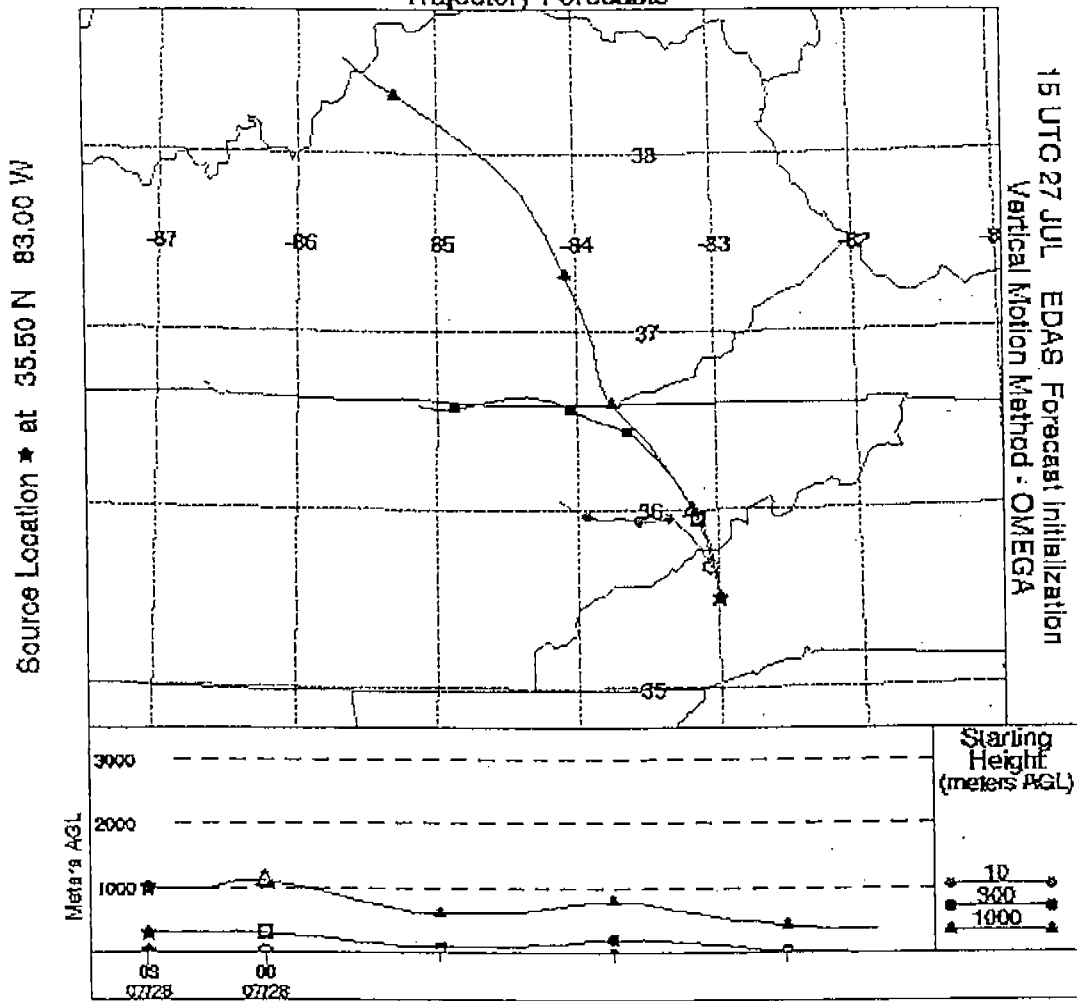 Trajectory Forecasts
Source Location ★ at 35.50 N 83.00 W
15 UTC 27 JUL EDAS Forecast Initialization
Vertical Motion Method - OMEGA
38
-87
-86
85
-84
-83
37
36
35
Meters AGL
3000
2000
1000
03
07/28
00
07/28
Starting
Height
(meters AGL)
10
300
1000